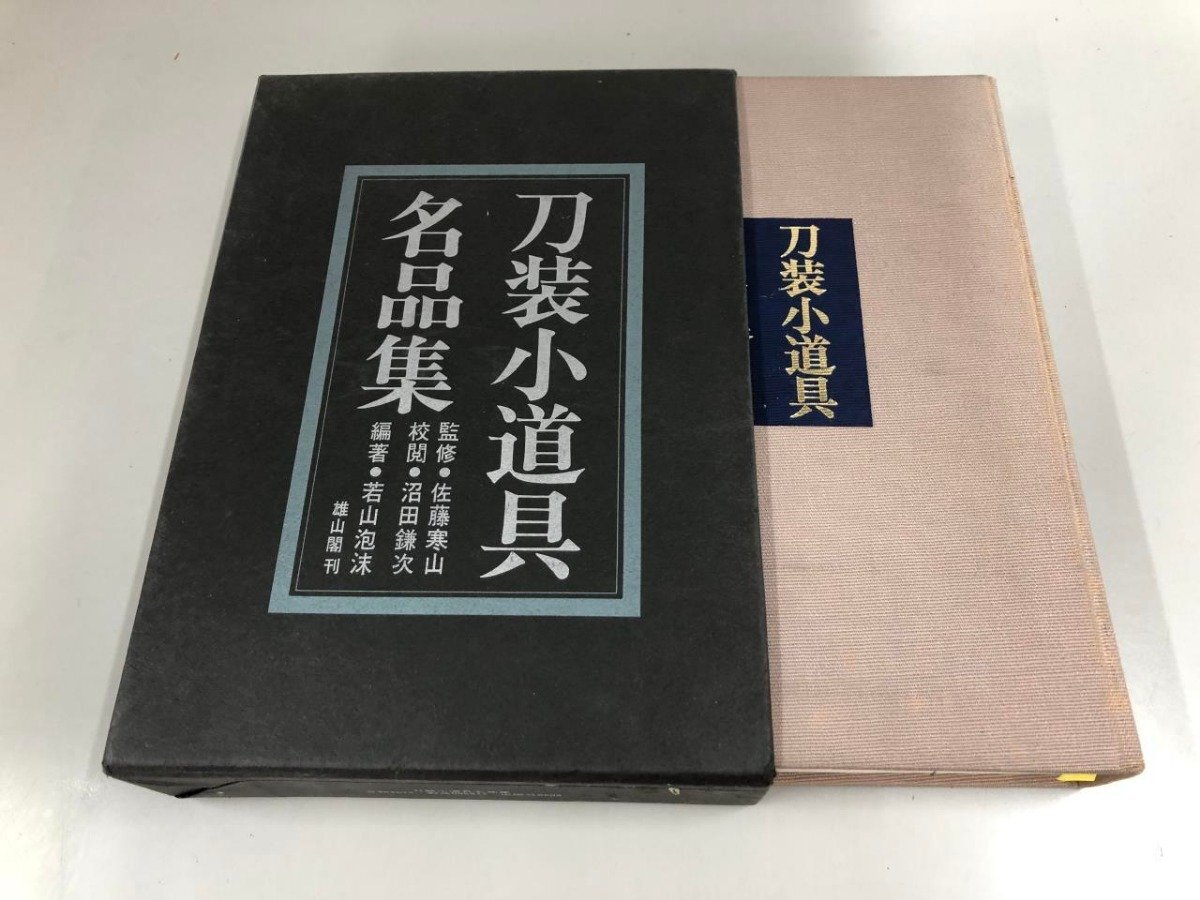 刀装小道具
名品集
監修・佐藤寒山
校閲・沼田鎌次
編著・若山泡沫
雄山閣刊
刀装小道具